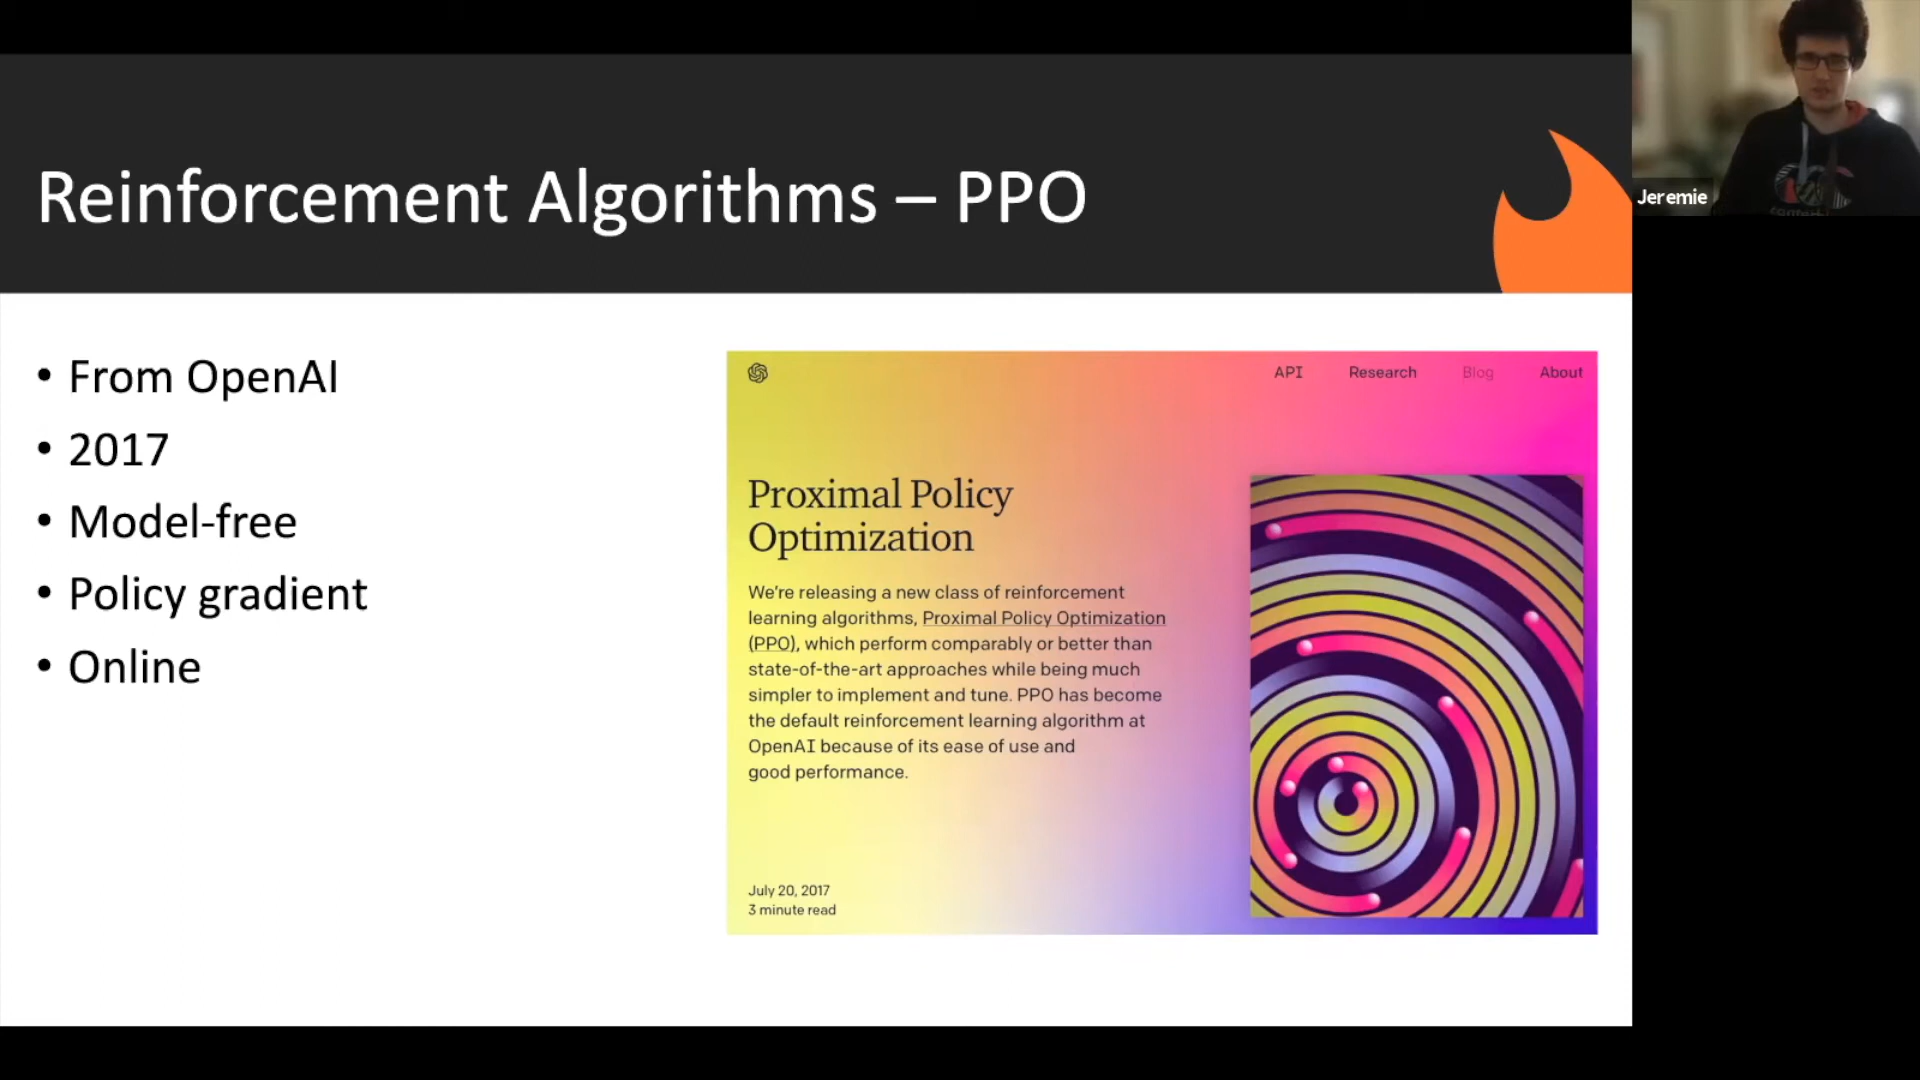 Reinforcement Algorithms – PPO
Jeremie
• From OpenAI
• 2017
• Model-free
• Policy gradient
• Online
API Research Blog About
Proximal Policy
Optimization
We’re releasing a new class of reinforcement
learning algorithms, Proximal Policy Optimization
(PPO), which perform comparably or better than
state-of-the-art approaches while being much
simpler to implement and tune. PPO has become
the default reinforcement learning algorithm at
OpenAI because of its ease of use and
good performance.
July 20, 2017
3 minute read